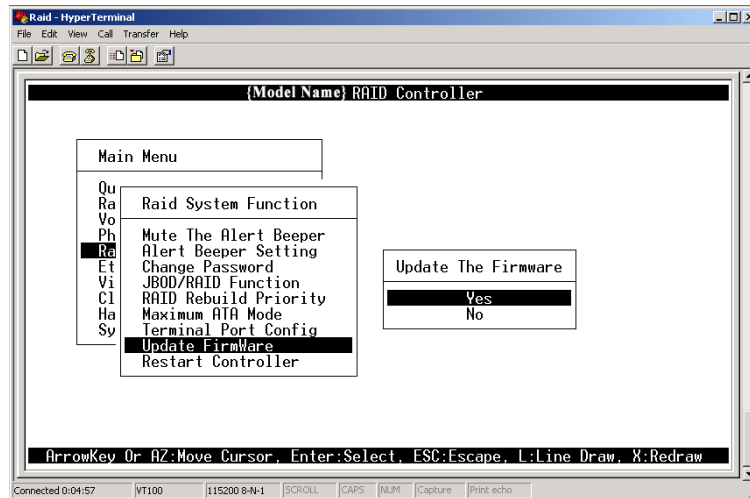 Raid - HyperTerminal
File Edit View Call Transfer Help
{Model Name} RAID Controller
Main Menu
Qu
Ra
Vo
Ph
Ra
Et
Vi
Cl
Ha
Sy
Raid System Function
Mute The Alert Beeper
Alert Beeper Setting
Change Password
JBOD/RAID Function
RAID Rebuild Priority
Maximum ATA Mode
Terminal Port Config
Update FirmWare
Restart Controller
Update The Firmware
Yes
No
ArrowKey Or AZ:Move Cursor, Enter:Select, ESC:Escape, L:Line Draw, X:Redraw
Connected 0:04:57 VT100 115200 8-N-1 SCROLL CAPS NUM Capture Print echo